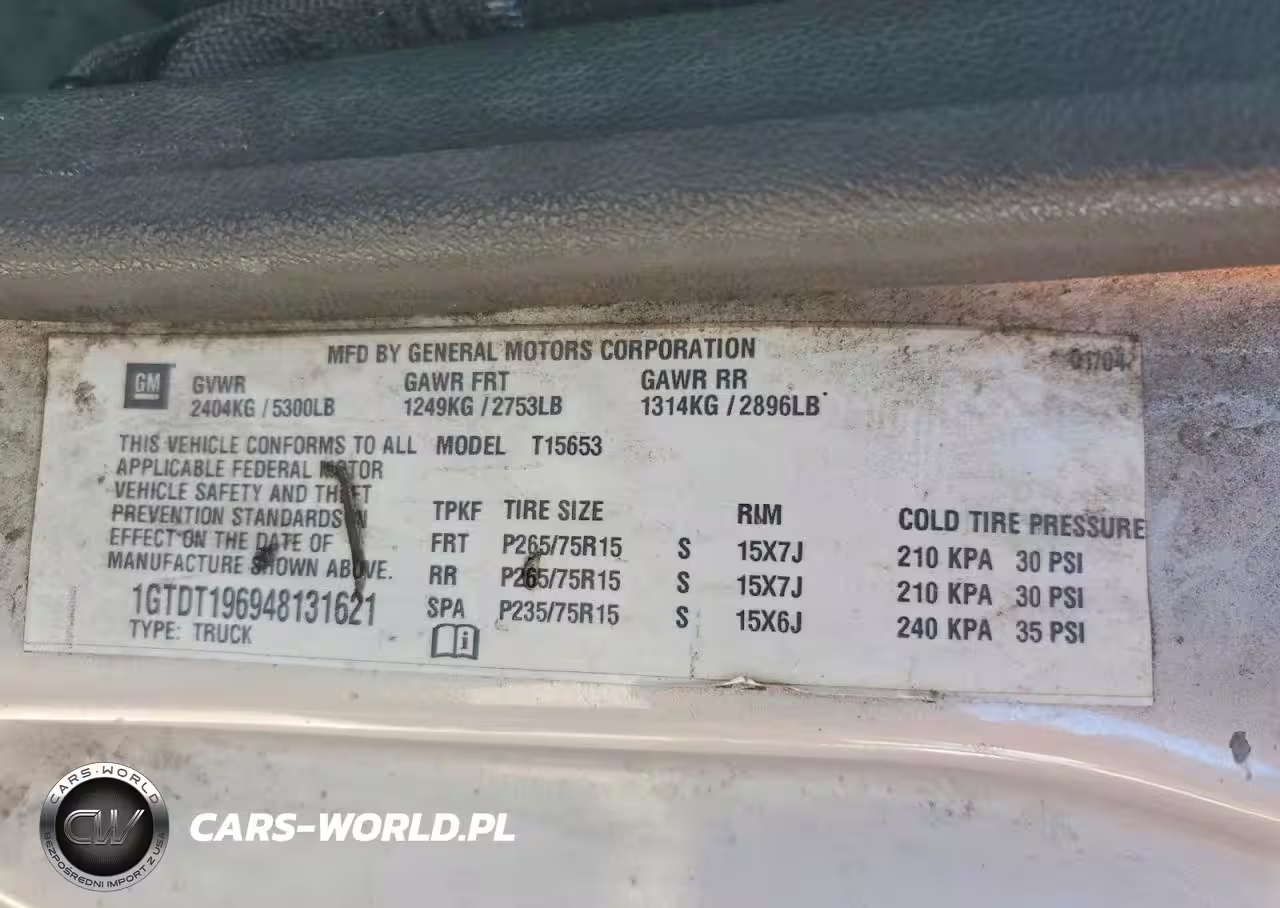 MFD BY GENERAL MOTORS CORPORATION 01/04
GM GVWR GAWR FRT GAWR RR
2404KG / 5300LB 1249KG / 2753LB 1314KG / 2896LB
THIS VEHICLE CONFORMS TO ALL MODEL T15653
APPLICABLE FEDERAL MOTOR
VEHICLE SAFETY AND THEFT
PREVENTION STANDARDS IN TPKF TIRE SIZE RIM COLD TIRE PRESSURE
EFFECT ON THE DATE OF FRT P265/75R15 S 15X7J 210 KPA 30 PSI
MANUFACTURE SHOWN ABOVE. RR P265/75R15 S 15X7J 210 KPA 30 PSI
1GTDT196948131621 SPA P235/75R15 S 15X6J 240 KPA 35 PSI
TYPE: TRUCK
CARS-WORLD
CW
BEZPOŚREDNI IMPORT Z USA
CARS-WORLD.PL